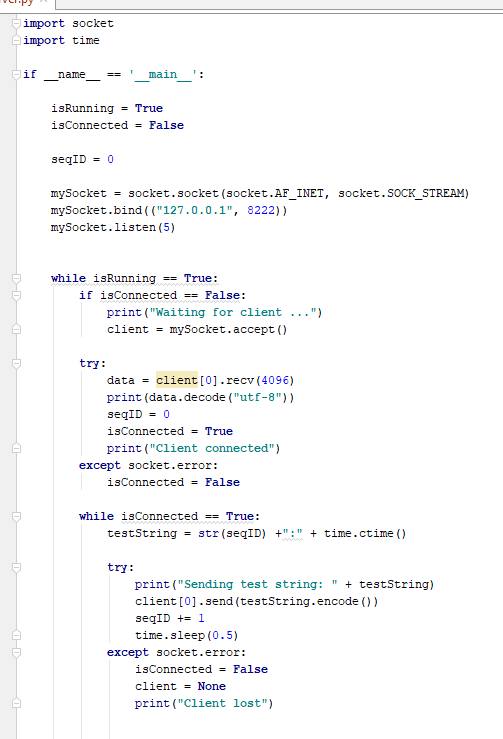 ver.py
import socket
import time
if __name__ == '__main__':
isRunning = True
isConnected = False
seqID = 0
mySocket = socket.socket(socket.AF_INET, socket.SOCK_STREAM)
mySocket.bind(("127.0.0.1", 8222))
mySocket.listen(5)
while isRunning == True:
if isConnected == False:
print("Waiting for client ...")
client = mySocket.accept()
try:
data = client[0].recv(4096)
print(data.decode("utf-8"))
seqID = 0
isConnected = True
print("Client connected")
except socket.error:
isConnected = False
while isConnected == True:
testString = str(seqID) +":" + time.ctime()
try:
print("Sending test string: " + testString)
client[0].send(testString.encode())
seqID += 1
time.sleep(0.5)
except socket.error:
isConnected = False
client = None
print("Client lost")